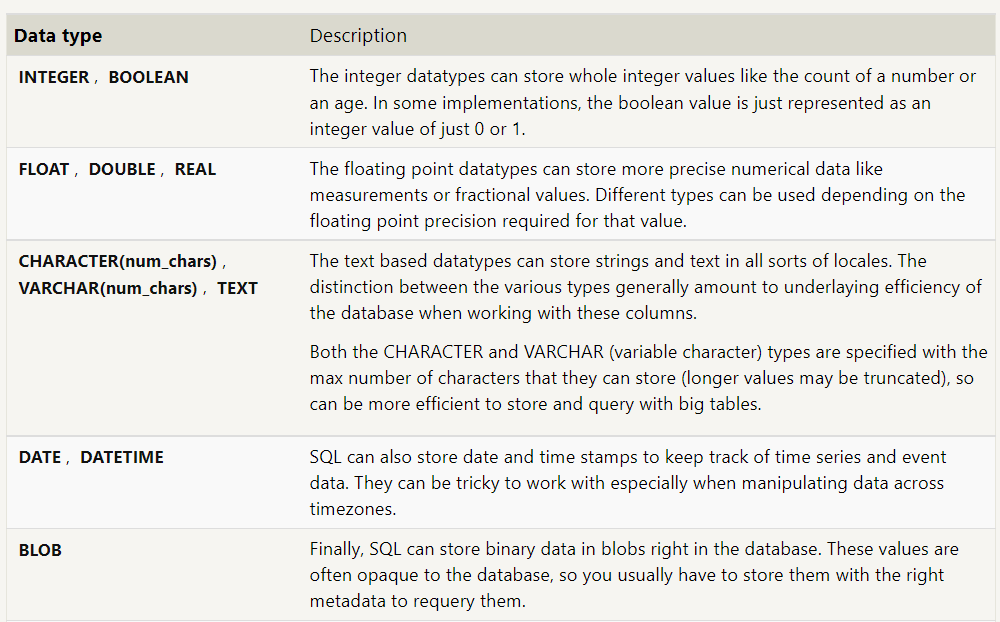 Data type Description
INTEGER , BOOLEAN The integer datatypes can store whole integer values like the count of a number or
an age. In some implementations, the boolean value is just represented as an
integer value of just 0 or 1.
FLOAT , DOUBLE , REAL The floating point datatypes can store more precise numerical data like
measurements or fractional values. Different types can be used depending on the
floating point precision required for that value.
CHARACTER(num_chars) ,
VARCHAR(num_chars) , TEXT
The text based datatypes can store strings and text in all sorts of locales. The
distinction between the various types generally amount to underlaying efficiency of
the database when working with these columns.
Both the CHARACTER and VARCHAR (variable character) types are specified with the
max number of characters that they can store (longer values may be truncated), so
can be more efficient to store and query with big tables.
DATE , DATETIME SQL can also store date and time stamps to keep track of time series and event
data. They can be tricky to work with especially when manipulating data across
timezones.
BLOB Finally, SQL can store binary data in blobs right in the database. These values are
often opaque to the database, so you usually have to store them with the right
metadata to requery them.